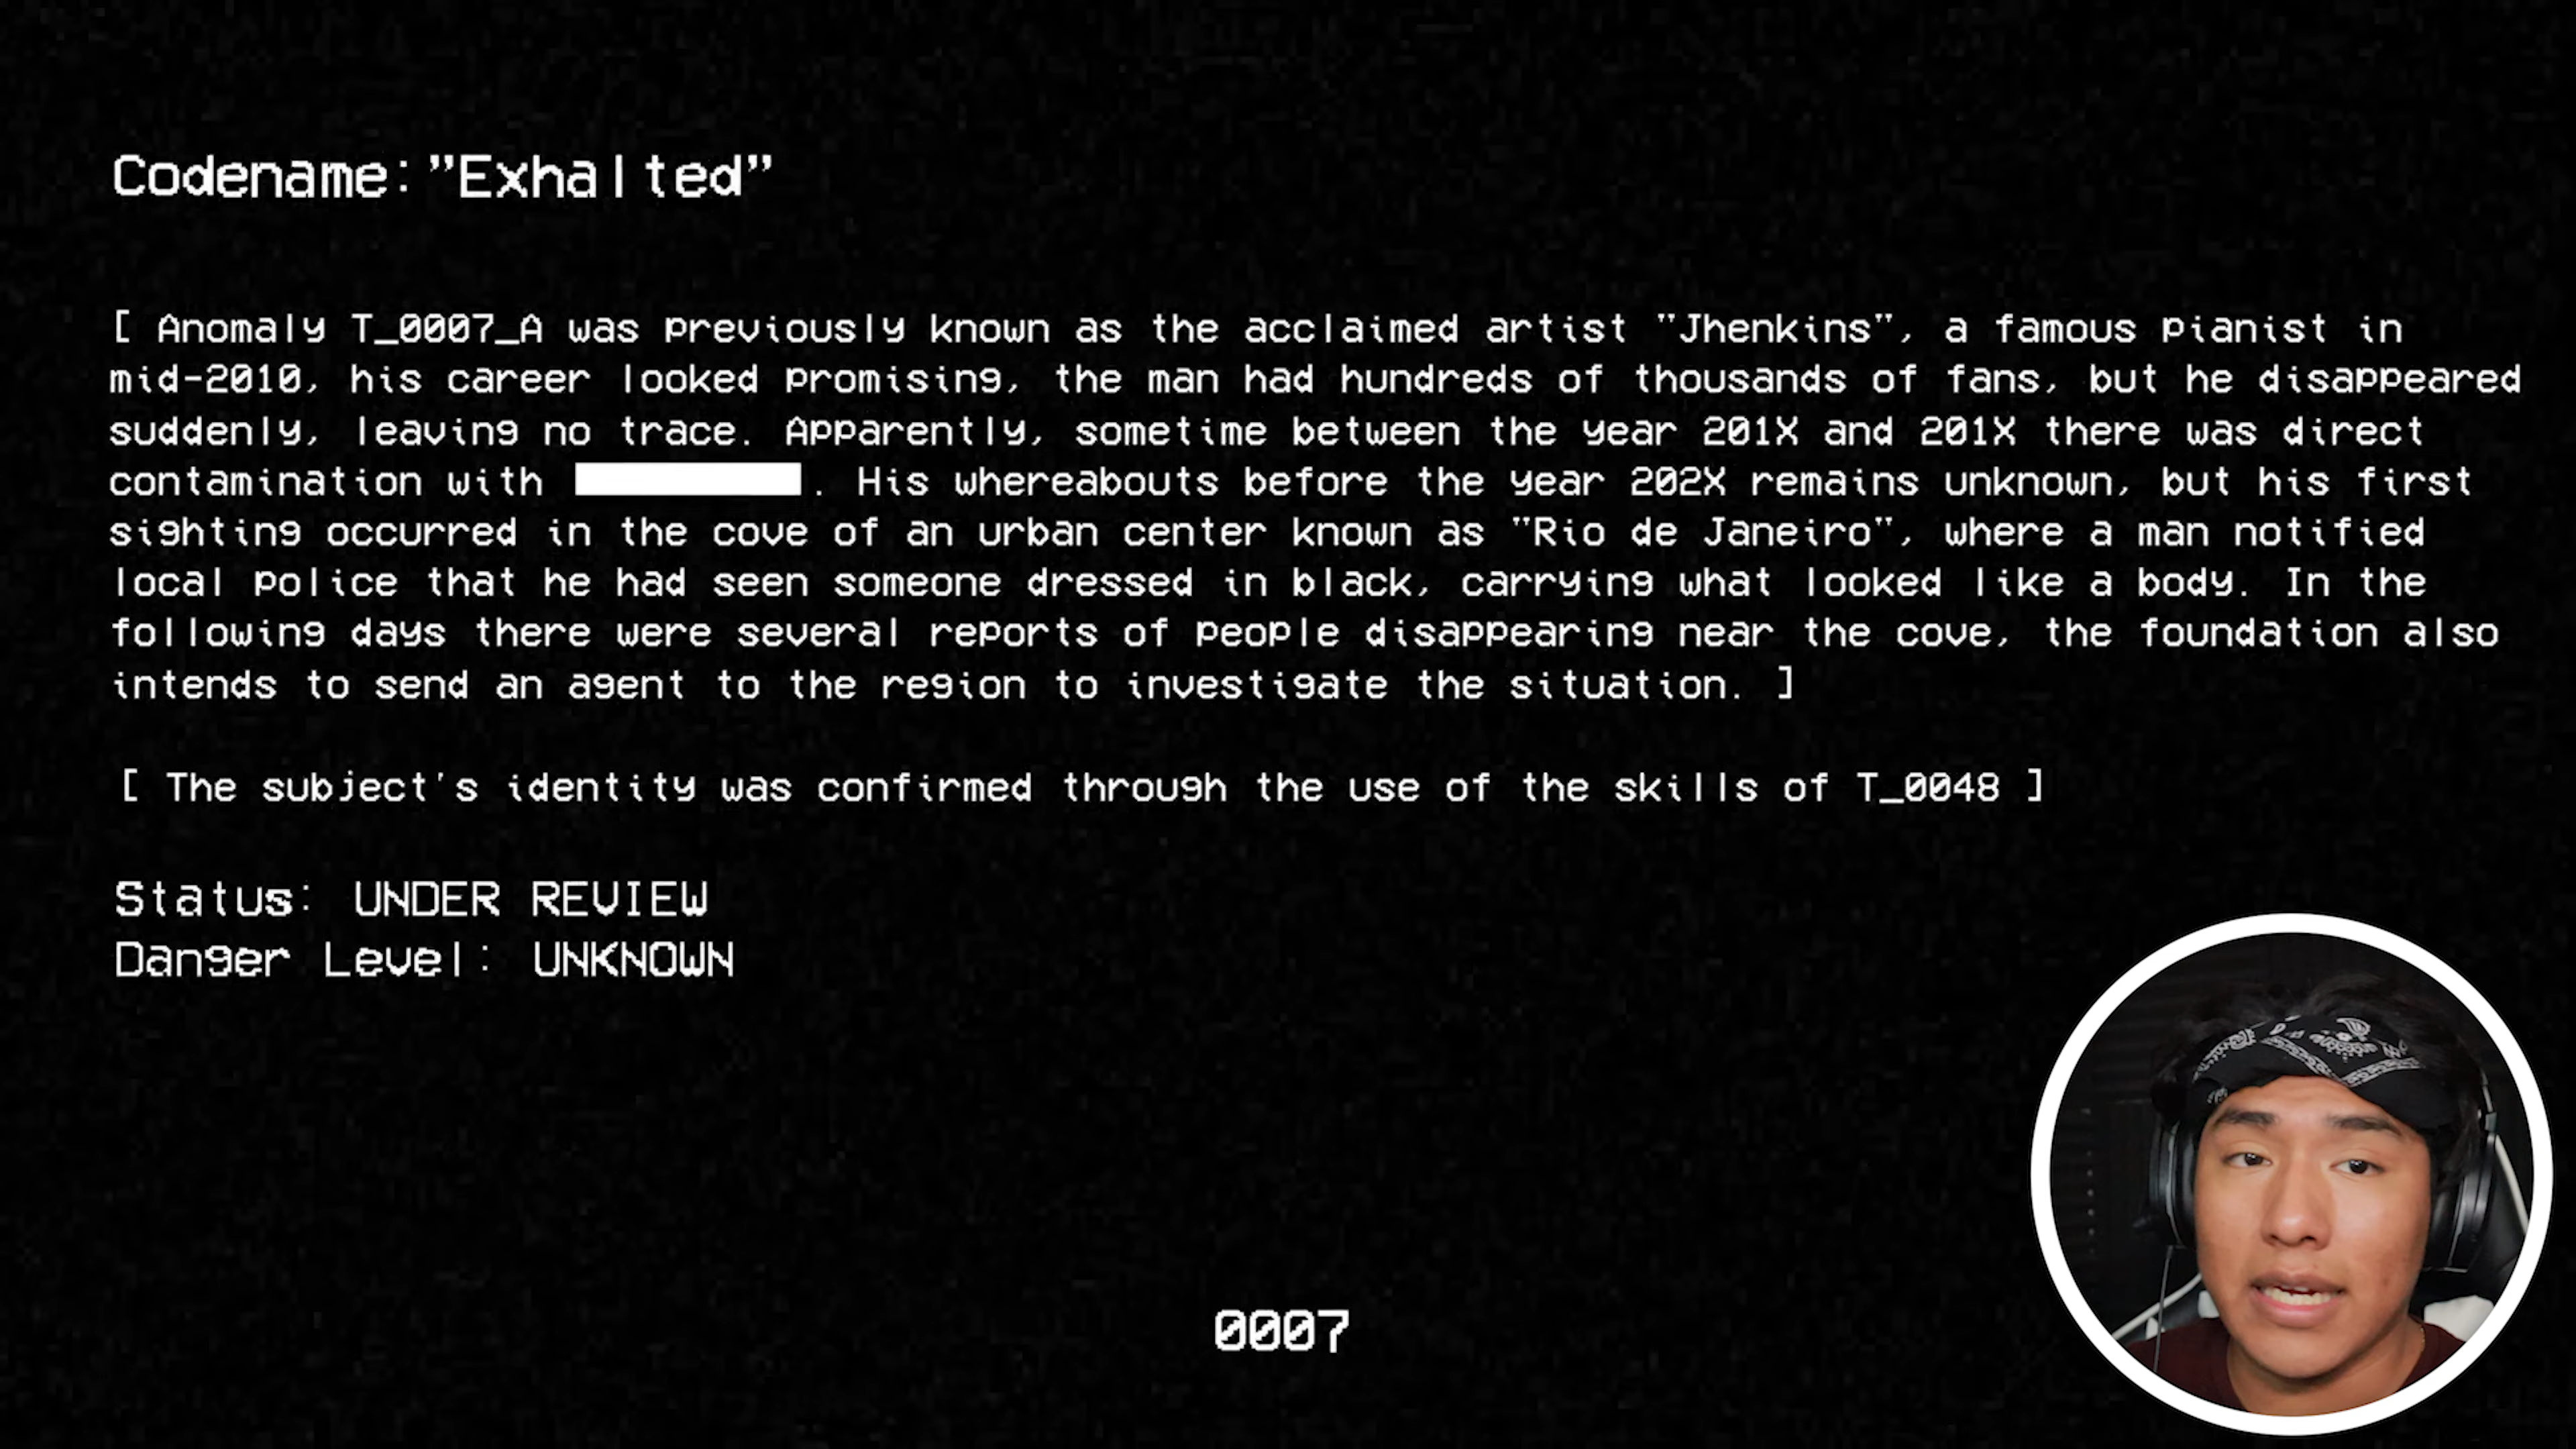 Codename:"Exhalted"
[ Anomaly T_0007_A was previously known as the acclaimed artist "Jhenkins", a famous pianist in
mid-2010, his career looked promising, the man had hundreds of thousands of fans, but he disappeared
suddenly, leaving no trace. Apparently, sometime between the year 201X and 201X there was direct
contamination with . His whereabouts before the year 202X remains unknown, but his first
sighting occurred in the cove of an urban center known as "Rio de Janeiro", where a man notified
local police that he had seen someone dressed in black, carrying what looked like a body. In the
following days there were several reports of people disappearing near the cove, the foundation also
intends to send an agent to the region to investigate the situation. ]
[ The subject's identity was confirmed through the use of the skills of T_0048 ]
Status: UNDER REVIEW
Danger Level: UNKNOWN
0007